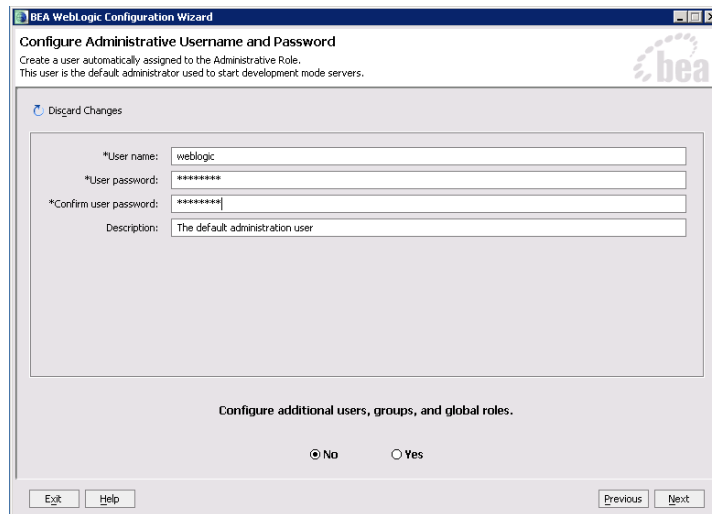 BEA WebLogic Configuration Wizard
Configure Administrative Username and Password
Create a user automatically assigned to the Administrative Role.
This user is the default administrator used to start development mode servers.
bea
Discard Changes
*User name: weblogic
*User password: ********
*Confirm user password: ********
Description: The default administration user
Configure additional users, groups, and global roles.
No Yes
Exit Help Previous Next